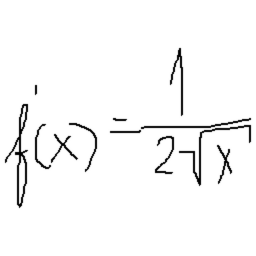 f'(x) = 1/(2√x)